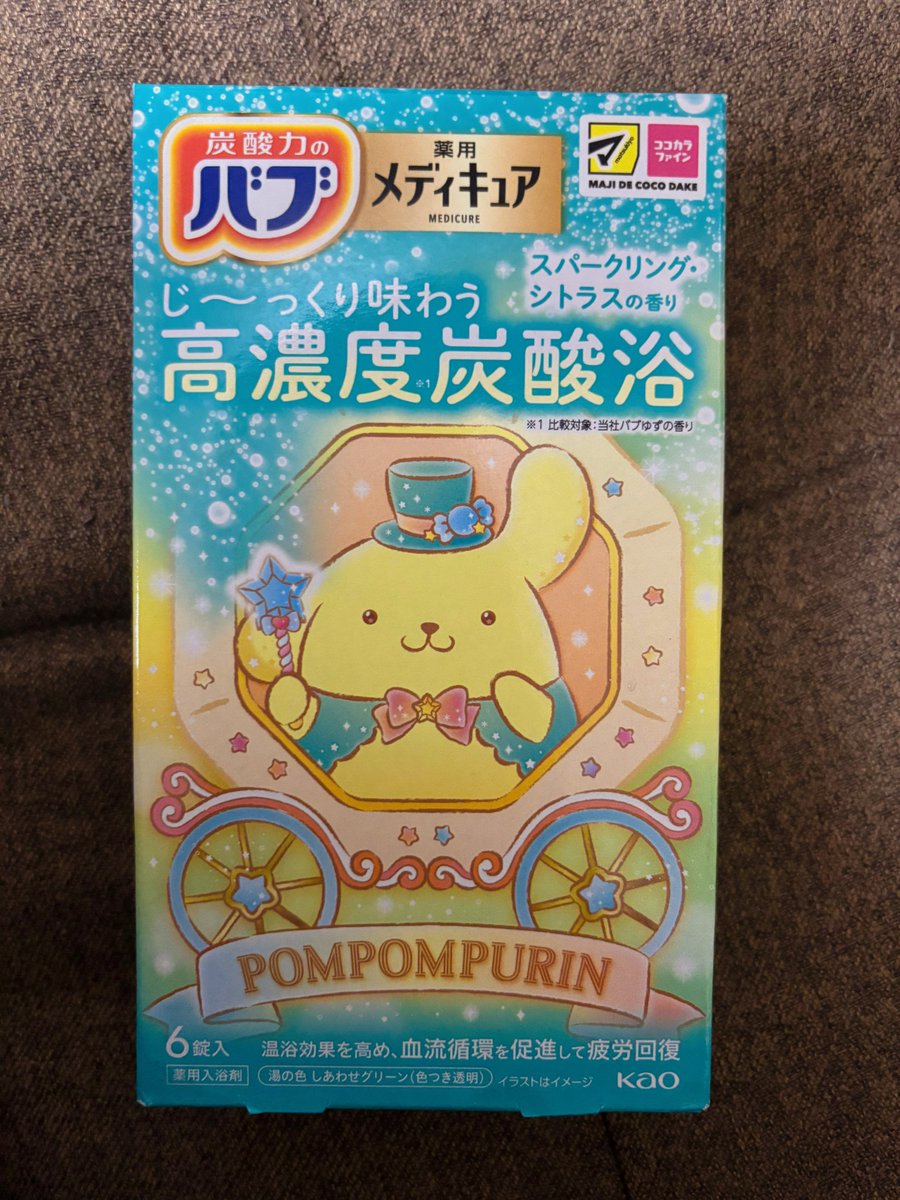 炭酸力の
バブ
薬用
メディキュア
MEDICURE
マ
matsukiyo
ココカラ
ファイン
MAJI DE COCO DAKE
スパークリング・
シトラスの香り
じ〜っくり味わう
高濃度※1炭酸浴
※1 比較対象:当社バブゆずの香り
POMPOMPURIN
6錠入 温浴効果を高め、血流循環を促進して疲労回復
薬用入浴剤 湯の色 しあわせグリーン(色つき透明) イラストはイメージ Kao